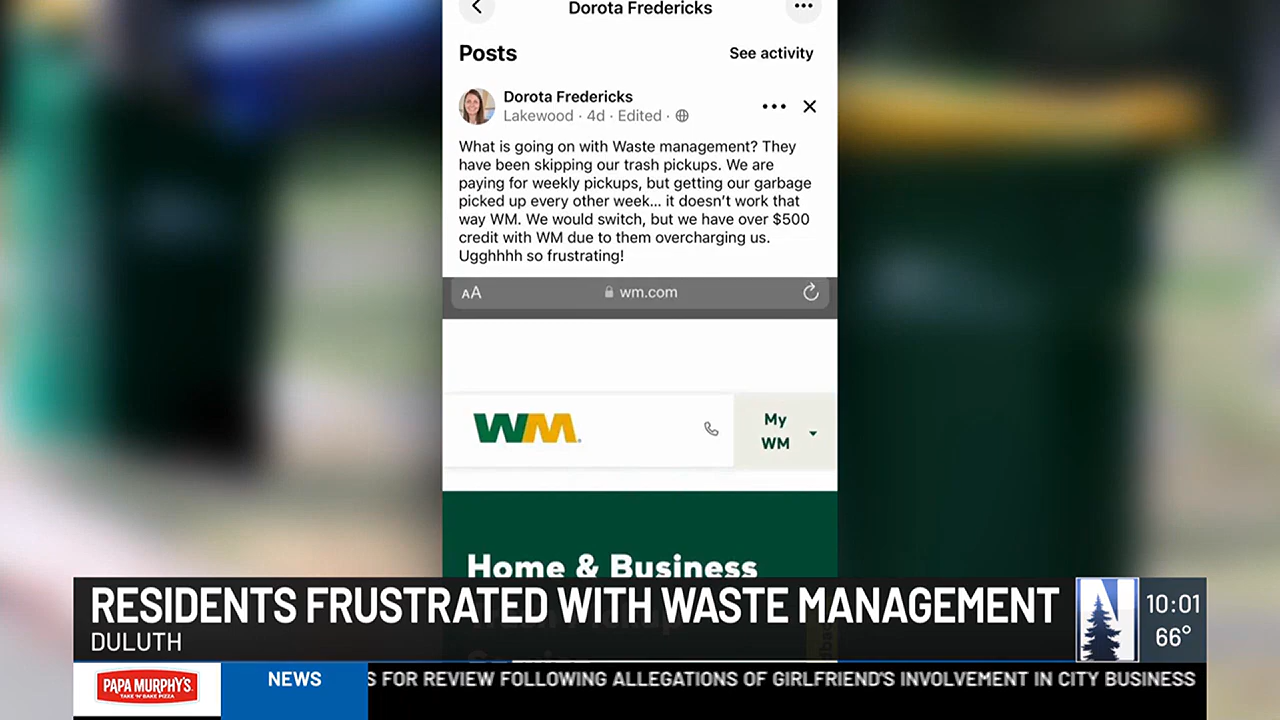 Dorota Fredericks
Posts
See activity
Dorota Fredericks
Lakewood · 4d · Edited ·
What is going on with Waste management? They
have been skipping our trash pickups. We are
paying for weekly pickups, but getting our garbage
picked up every other week... it doesn't work that
way WM. We would switch, but we have over $500
credit with WM due to them overcharging us.
Ugghhhh so frustrating!
AA
wm.com
WM
My
WM
Home & Business
RESIDENTS FRUSTRATED WITH WASTE MANAGEMENT
DULUTH
N
10:01
66°
PAPA MURPHY'S
TAKE 'N' BAKE PIZZA
NEWS
S FOR REVIEW FOLLOWING ALLEGATIONS OF GIRLFRIEND'S INVOLVEMENT IN CITY BUSINESS